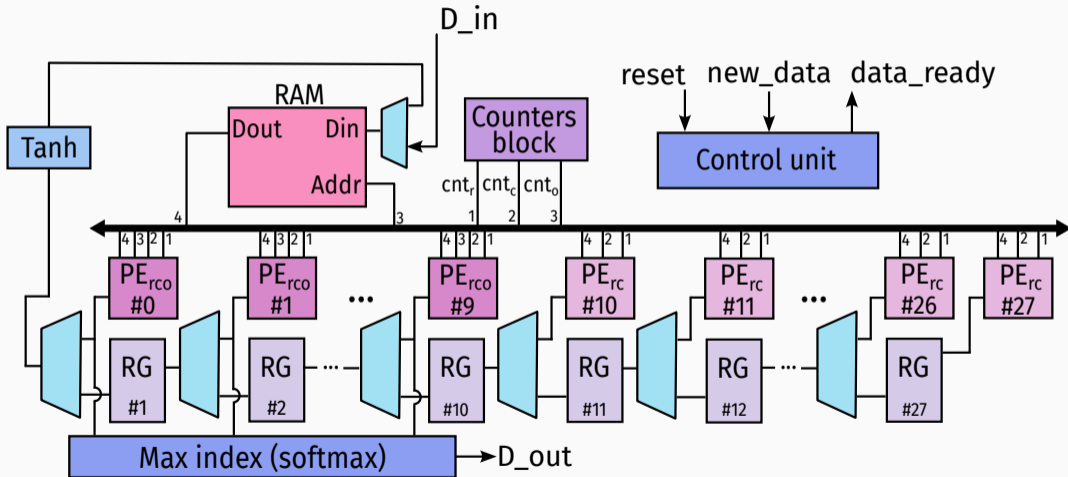 D_in
reset new_data data_ready
RAM
Counters
block
Tanh
Dout Din
Addr
Control unit
cntᵣ cnt꜀ cntₒ
4 3 1 2 3
4 3 2 1 4 3 2 1 4 3 2 1 4 2 1 4 2 1 4 2 1 4 2 1
PE_rco PE_rco PE_rco PE_rc PE_rc PE_rc PE_rc
#0 #1 ... #9 #10 #11 ... #26 #27
RG RG ... RG RG RG ... RG
#1 #2 #10 #11 #12 #27
Max index (softmax) D_out